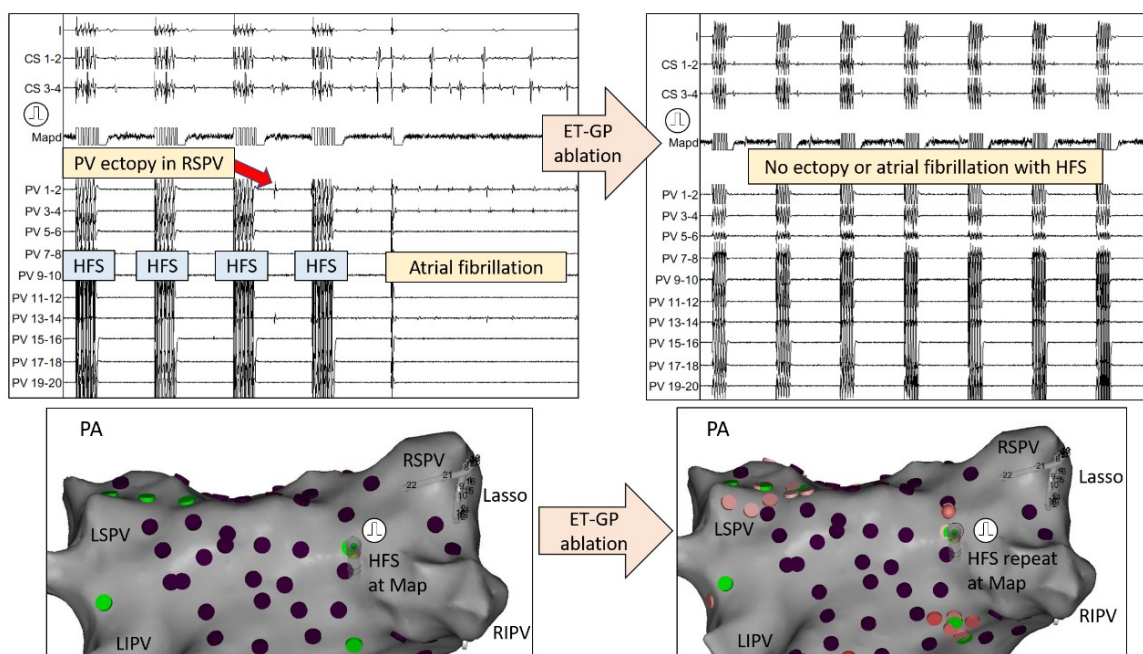 I
CS 1-2
CS 3-4
Mapd
PV ectopy in RSPV
PV 1-2
PV 3-4
PV 5-6
PV 7-8
HFS
HFS
HFS
HFS
Atrial fibrillation
PV 9-10
PV 11-12
PV 13-14
PV 15-16
PV 17-18
PV 19-20
ET-GP
ablation
I
CS 1-2
CS 3-4
Mapd
No ectopy or atrial fibrillation with HFS
PV 1-2
PV 3-4
PV 5-6
PV 7-8
PV 9-10
PV 11-12
PV 13-14
PV 15-16
PV 17-18
PV 19-20
PA
RSPV
21
22
Lasso
LSPV
HFS
at Map
LIPV
RIPV
ET-GP
ablation
PA
RSPV
21
22
Lasso
LSPV
HFS repeat
at Map
LIPV
RIPV